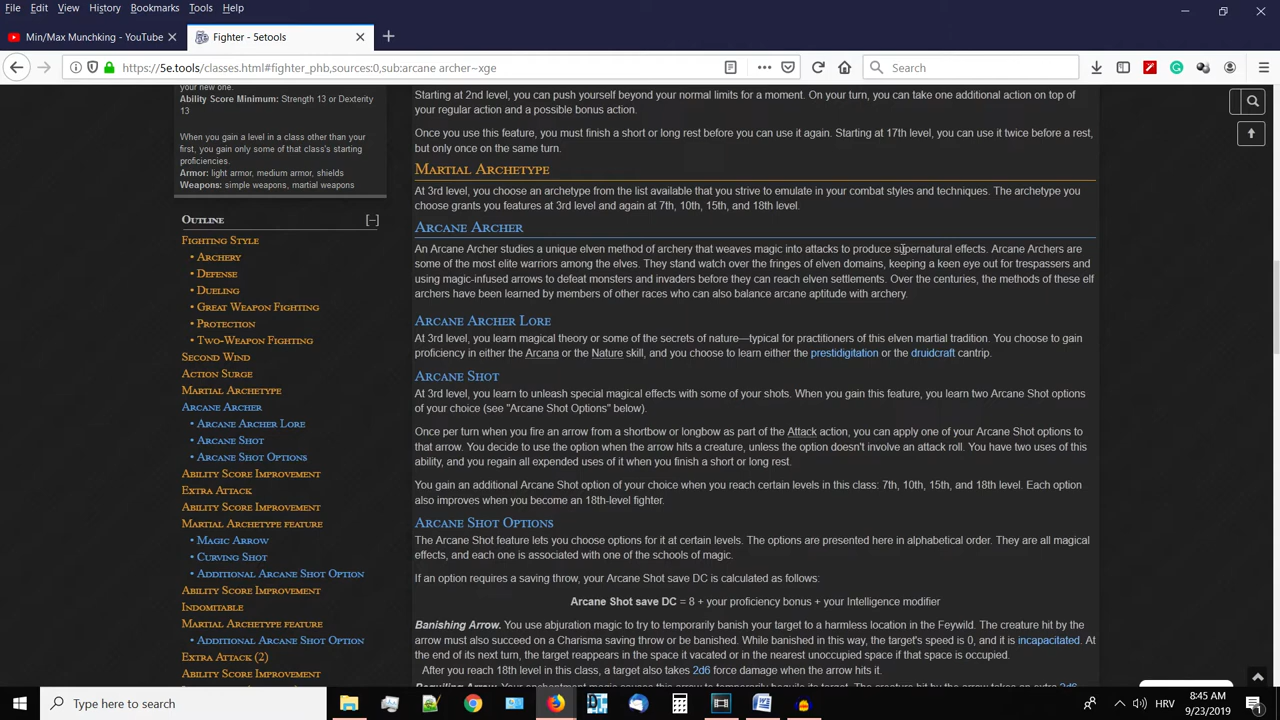 File Edit View History Bookmarks Tools Help
Min/Max Munchking - YouTube
Fighter - 5etools
https://5e.tools/classes.html#fighter_phb,sources:0,sub:arcane archer~xge
Search
your new one.
Ability Score Minimum: Strength 13 or Dexterity
13
When you gain a level in a class other than your
first, you gain only some of that class's starting
proficiencies.
Armor: light armor, medium armor, shields
Weapons: simple weapons, martial weapons
Outline [–]
Fighting Style
• Archery
• Defense
• Dueling
• Great Weapon Fighting
• Protection
• Two-Weapon Fighting
Second Wind
Action Surge
Martial Archetype
Arcane Archer
• Arcane Archer Lore
• Arcane Shot
• Arcane Shot Options
Ability Score Improvement
Extra Attack
Ability Score Improvement
Martial Archetype feature
• Magic Arrow
• Curving Shot
• Additional Arcane Shot Option
Ability Score Improvement
Indomitable
Martial Archetype feature
• Additional Arcane Shot Option
Extra Attack (2)
Ability Score Improvement
Starting at 2nd level, you can push yourself beyond your normal limits for a moment. On your turn, you can take one additional action on top of
your regular action and a possible bonus action.
Once you use this feature, you must finish a short or long rest before you can use it again. Starting at 17th level, you can use it twice before a rest,
but only once on the same turn.
Martial Archetype
At 3rd level, you choose an archetype from the list available that you strive to emulate in your combat styles and techniques. The archetype you
choose grants you features at 3rd level and again at 7th, 10th, 15th, and 18th level.
Arcane Archer
An Arcane Archer studies a unique elven method of archery that weaves magic into attacks to produce supernatural effects. Arcane Archers are
some of the most elite warriors among the elves. They stand watch over the fringes of elven domains, keeping a keen eye out for trespassers and
using magic-infused arrows to defeat monsters and invaders before they can reach elven settlements. Over the centuries, the methods of these elf
archers have been learned by members of other races who can also balance arcane aptitude with archery.
Arcane Archer Lore
At 3rd level, you learn magical theory or some of the secrets of nature—typical for practitioners of this elven martial tradition. You choose to gain
proficiency in either the Arcana or the Nature skill, and you choose to learn either the prestidigitation or the druidcraft cantrip.
Arcane Shot
At 3rd level, you learn to unleash special magical effects with some of your shots. When you gain this feature, you learn two Arcane Shot options
of your choice (see "Arcane Shot Options" below).
Once per turn when you fire an arrow from a shortbow or longbow as part of the Attack action, you can apply one of your Arcane Shot options to
that arrow. You decide to use the option when the arrow hits a creature, unless the option doesn't involve an attack roll. You have two uses of this
ability, and you regain all expended uses of it when you finish a short or long rest.
You gain an additional Arcane Shot option of your choice when you reach certain levels in this class: 7th, 10th, 15th, and 18th level. Each option
also improves when you become an 18th-level fighter.
Arcane Shot Options
The Arcane Shot feature lets you choose options for it at certain levels. The options are presented here in alphabetical order. They are all magical
effects, and each one is associated with one of the schools of magic.
If an option requires a saving throw, your Arcane Shot save DC is calculated as follows:
Arcane Shot save DC = 8 + your proficiency bonus + your Intelligence modifier
Banishing Arrow. You use abjuration magic to try to temporarily banish your target to a harmless location in the Feywild. The creature hit by the
arrow must also succeed on a Charisma saving throw or be banished. While banished in this way, the target's speed is 0, and it is incapacitated. At
the end of its next turn, the target reappears in the space it vacated or in the nearest unoccupied space if that space is occupied.
After you reach 18th level in this class, a target also takes 2d6 force damage when the arrow hits it.
Type here to search
HRV
8:45 AM
9/23/2019